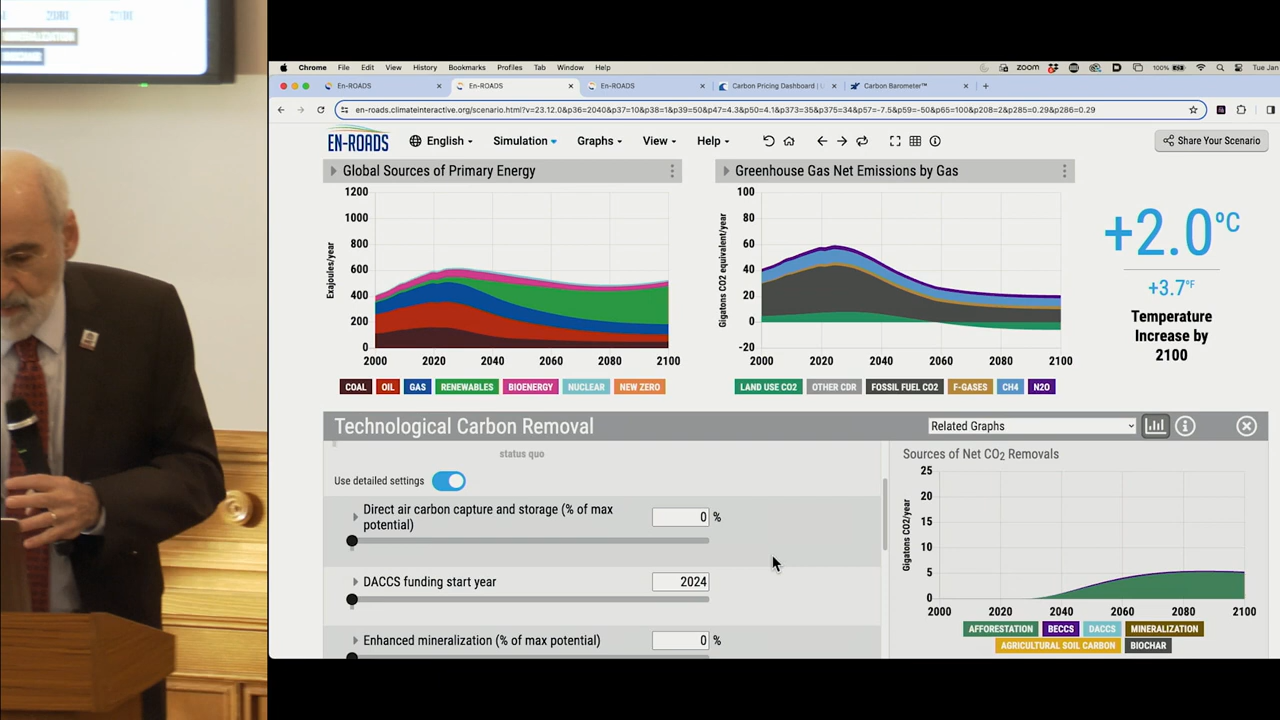 Chrome File Edit View History Bookmarks Profiles Tab Window Help
zoom 100% Tue Jan
En-ROADS
En-ROADS
En-ROADS
Carbon Pricing Dashboard |
Carbon Barometer™
en-roads.climateinteractive.org/scenario.html?v=23.12.0&p36=2040&p37=10&p38=1&p39=50&p47=4.3&p50=4.1&p373=35&p375=34&p57=-7.5&p59=-50&p65=100&p208=2&p285=0.29&p286=0.29
EN-ROADS
English Simulation Graphs View Help
Share Your Scenario
Global Sources of Primary Energy
Exajoules/year
1200
1000
800
600
400
200
0
2000 2020 2040 2060 2080 2100
COAL OIL GAS RENEWABLES BIOENERGY NUCLEAR NEW ZERO
Greenhouse Gas Net Emissions by Gas
Gigatons CO2 equivalent/year
100
80
60
40
20
0
-20
2000 2020 2040 2060 2080 2100
LAND USE CO2 OTHER CDR FOSSIL FUEL CO2 F-GASES CH4 N2O
+2.0°C
+3.7°F
Temperature
Increase by
2100
Technological Carbon Removal
Related Graphs
status quo
Use detailed settings
Direct air carbon capture and storage (% of max
potential)
0 %
DACCS funding start year
2024
Enhanced mineralization (% of max potential)
0 %
Sources of Net CO2 Removals
Gigatons CO2/year
25
20
15
10
5
0
2000 2020 2040 2060 2080 2100
AFFORESTATION BECCS DACCS MINERALIZATION
AGRICULTURAL SOIL CARBON BIOCHAR